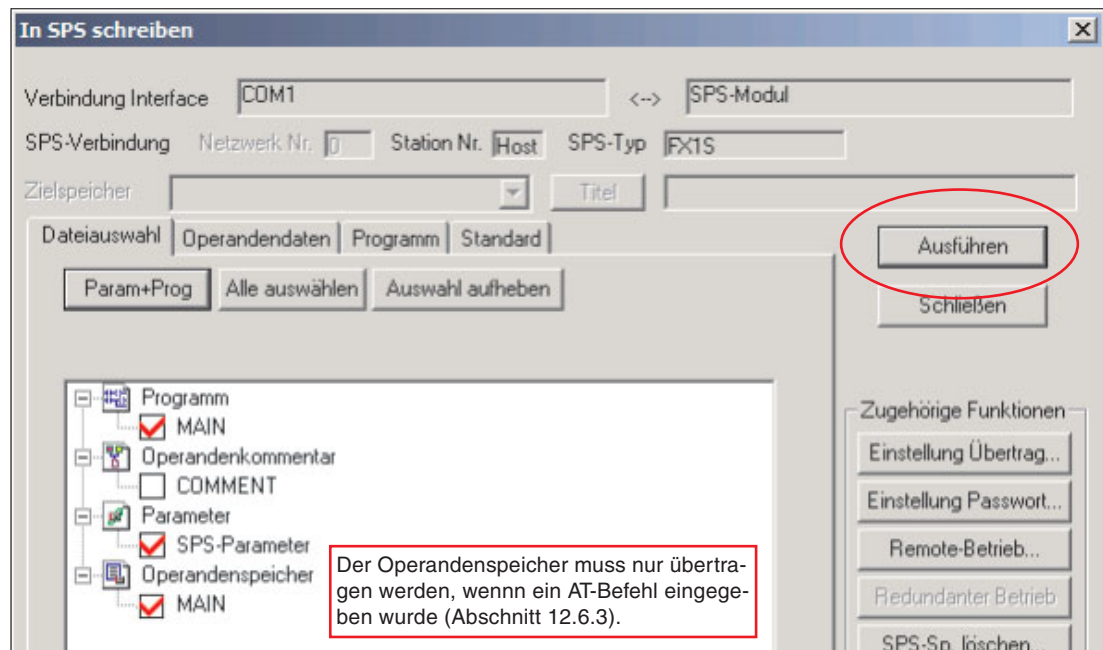 In SPS schreiben
Verbindung Interface COM1 <--> SPS-Modul
SPS-Verbindung Netzwerk Nr. 0 Station Nr. Host SPS-Typ FX1S
Zielspeicher Titel
Dateiauswahl Operandendaten Programm Standard
Ausführen
Param+Prog Alle auswählen Auswahl aufheben
Schließen
Programm
MAIN
Operandenkommentar
COMMENT
Parameter
SPS-Parameter
Operandenspeicher
MAIN
Der Operandenspeicher muss nur übertra-
gen werden, wennn ein AT-Befehl eingege-
ben wurde (Abschnitt 12.6.3).
Zugehörige Funktionen
Einstellung Übertrag...
Einstellung Passwort...
Remote-Betrieb...
Redundanter Betrieb
SPS-Sp. löschen...